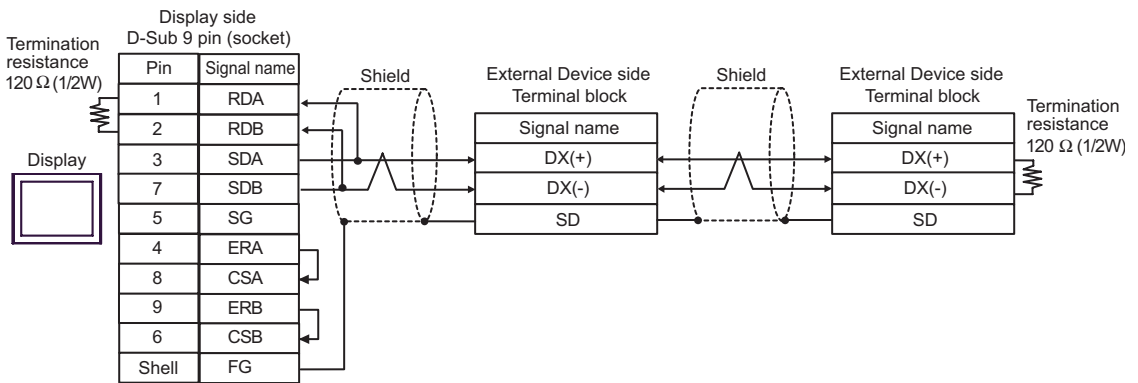 Display side
D-Sub 9 pin (socket)
Termination
resistance
120 Ω (1/2W)
Pin Signal name
1 RDA
2 RDB
3 SDA
7 SDB
5 SG
4 ERA
8 CSA
9 ERB
6 CSB
Shell FG
Display
Shield
External Device side
Terminal block
Signal name
DX(+)
DX(-)
SD
Shield
External Device side
Terminal block
Signal name
DX(+)
DX(-)
SD
Termination
resistance
120 Ω (1/2W)